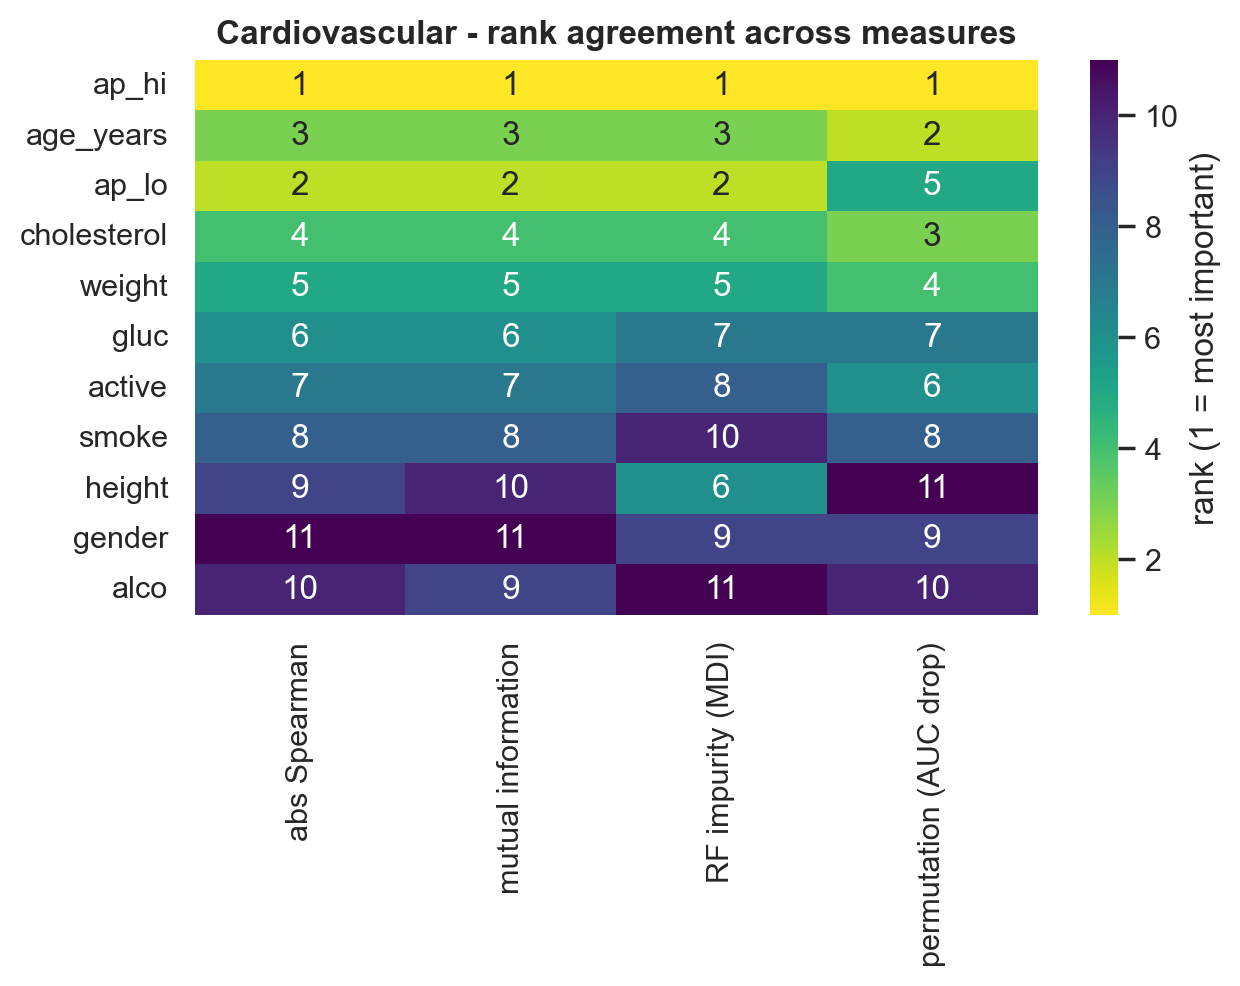 Cardiovascular - rank agreement across measures
ap_hi 1 1 1 1
age_years 3 3 3 2
ap_lo 2 2 2 5
cholesterol 4 4 4 3
weight 5 5 5 4
gluc 6 6 7 7
active 7 7 8 6
smoke 8 8 10 8
height 9 10 6 11
gender 11 11 9 9
alco 10 9 11 10
abs Spearman
mutual information
RF impurity (MDI)
permutation (AUC drop)
10
8
6
4
2
rank (1 = most important)